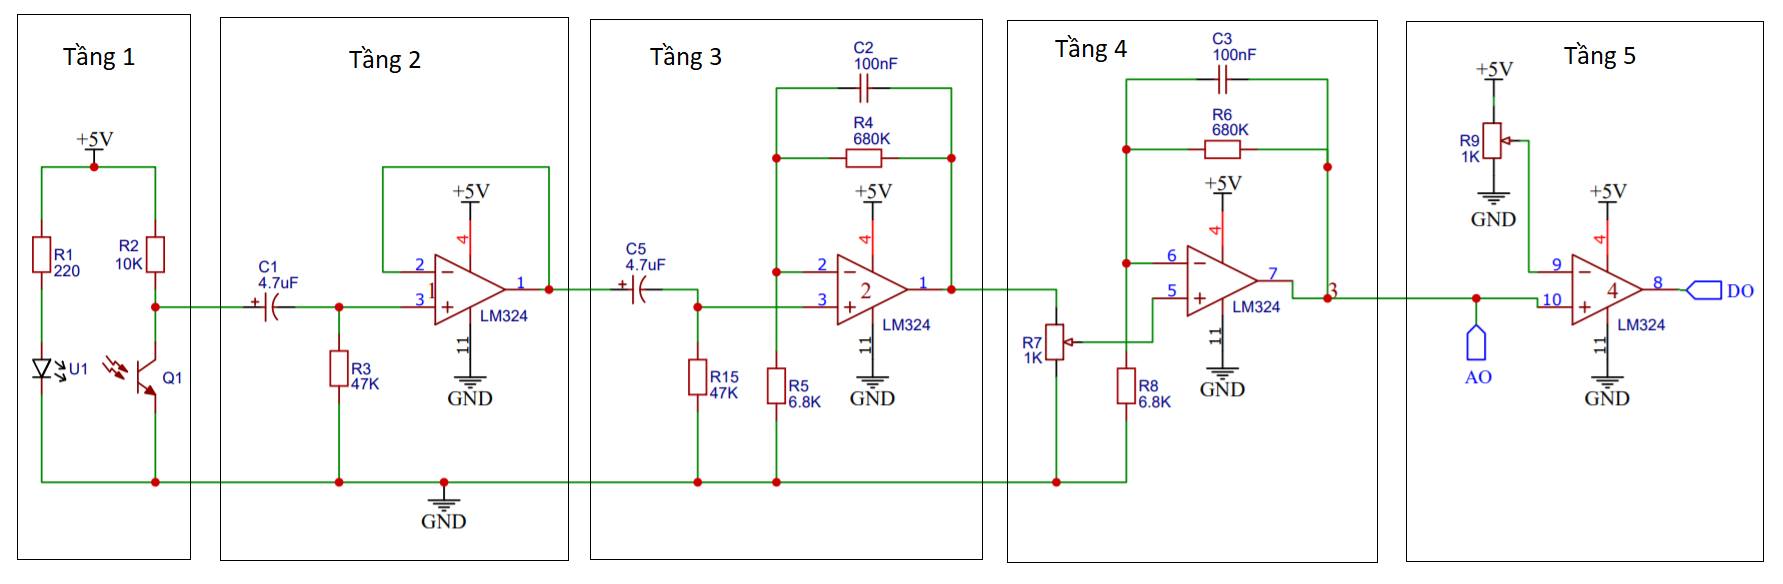 Tầng 1
+5V
R1
220
R2
10K
U1
Q1
Tầng 2
C1
4.7uF
+
R3
47K
+5V
4
2
3
1
1
11
LM324
GND
GND
Tầng 3
C2
100nF
R4
680K
C5
4.7uF
+
+5V
4
2
3
2
1
11
LM324
R15
47K
R5
6.8K
GND
Tầng 4
C3
100nF
R6
680K
+5V
4
6
5
7
3
11
LM324
R7
1K
R8
6.8K
GND
Tầng 5
+5V
R9
1K
GND
+5V
4
9
10
4
8
DO
11
LM324
AO
GND